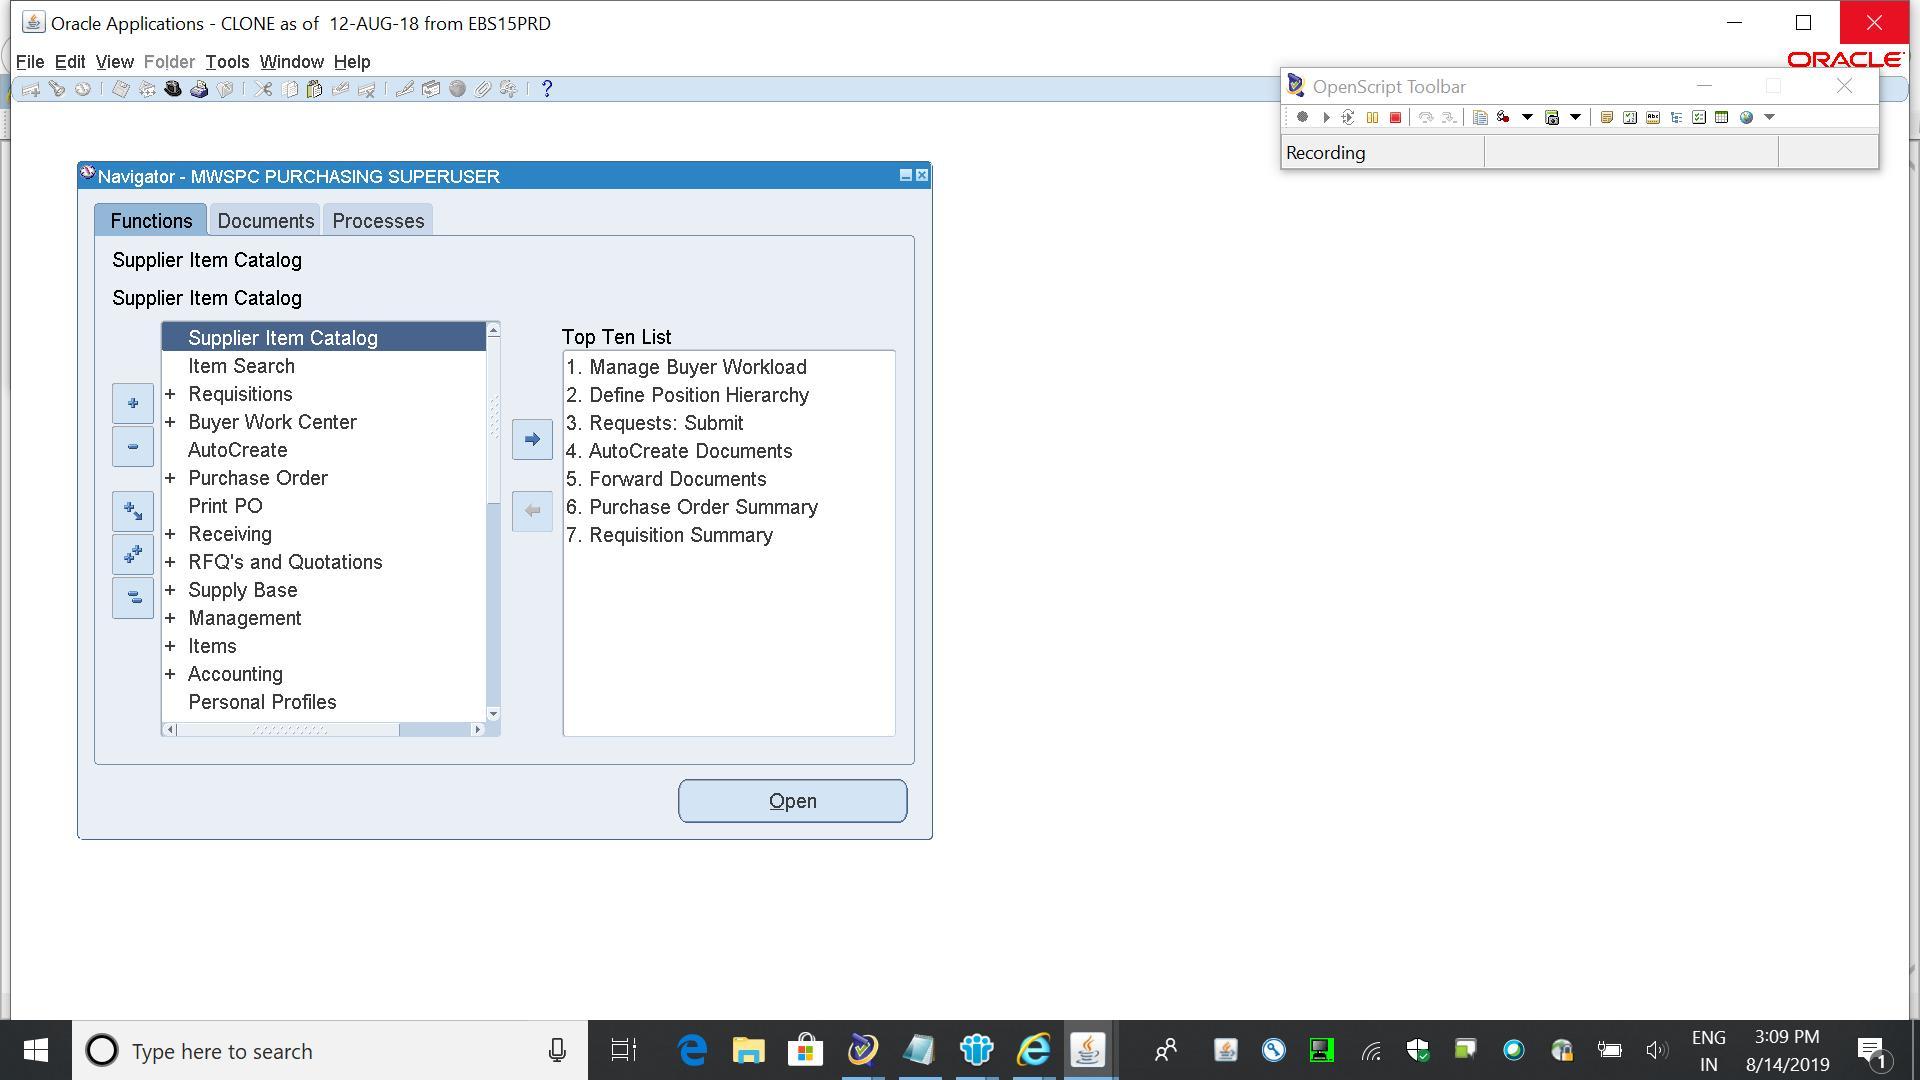 Oracle Applications - CLONE as of  12-AUG-18 from EBS15PRD
File Edit View Folder Tools Window Help
ORACLE
OpenScript Toolbar
Recording
Navigator - MWSPC PURCHASING SUPERUSER
Functions Documents Processes
Supplier Item Catalog
Supplier Item Catalog
Supplier Item Catalog
Item Search
+ Requisitions
+ Buyer Work Center
AutoCreate
+ Purchase Order
Print PO
+ Receiving
+ RFQ's and Quotations
+ Supply Base
+ Management
+ Items
+ Accounting
Personal Profiles
Top Ten List
1. Manage Buyer Workload
2. Define Position Hierarchy
3. Requests: Submit
4. AutoCreate Documents
5. Forward Documents
6. Purchase Order Summary
7. Requisition Summary
Open
Type here to search
ENG
IN
3:09 PM
8/14/2019
1